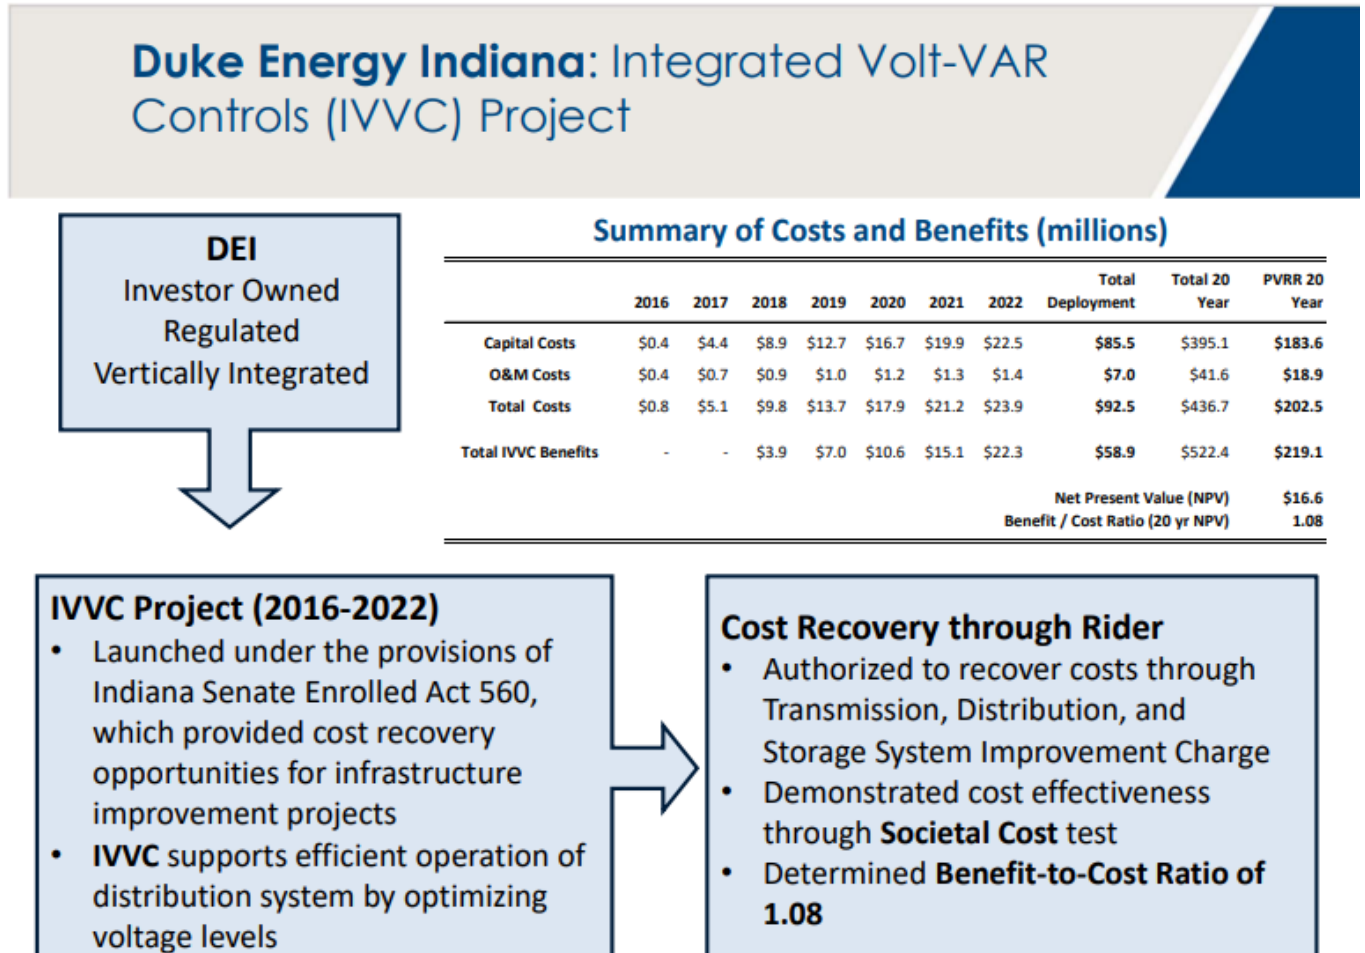 Duke Energy Indiana: Integrated Volt-VAR
Controls (IVVC) Project
DEI
Investor Owned
Regulated
Vertically Integrated
Summary of Costs and Benefits (millions)
Total Total 20 PVRR 20
2016 2017 2018 2019 2020 2021 2022 Deployment Year Year
Capital Costs $0.4 $4.4 $8.9 $12.7 $16.7 $19.9 $22.5 $85.5 $395.1 $183.6
O&M Costs $0.4 $0.7 $0.9 $1.0 $1.2 $1.3 $1.4 $7.0 $41.6 $18.9
Total Costs $0.8 $5.1 $9.8 $13.7 $17.9 $21.2 $23.9 $92.5 $436.7 $202.5
Total IVVC Benefits - - $3.9 $7.0 $10.6 $15.1 $22.3 $58.9 $522.4 $219.1
Net Present Value (NPV) $16.6
Benefit / Cost Ratio (20 yr NPV) 1.08
IVVC Project (2016-2022)
• Launched under the provisions of
Indiana Senate Enrolled Act 560,
which provided cost recovery
opportunities for infrastructure
improvement projects
• IVVC supports efficient operation of
distribution system by optimizing
voltage levels
Cost Recovery through Rider
• Authorized to recover costs through
Transmission, Distribution, and
Storage System Improvement Charge
• Demonstrated cost effectiveness
through Societal Cost test
• Determined Benefit-to-Cost Ratio of
1.08